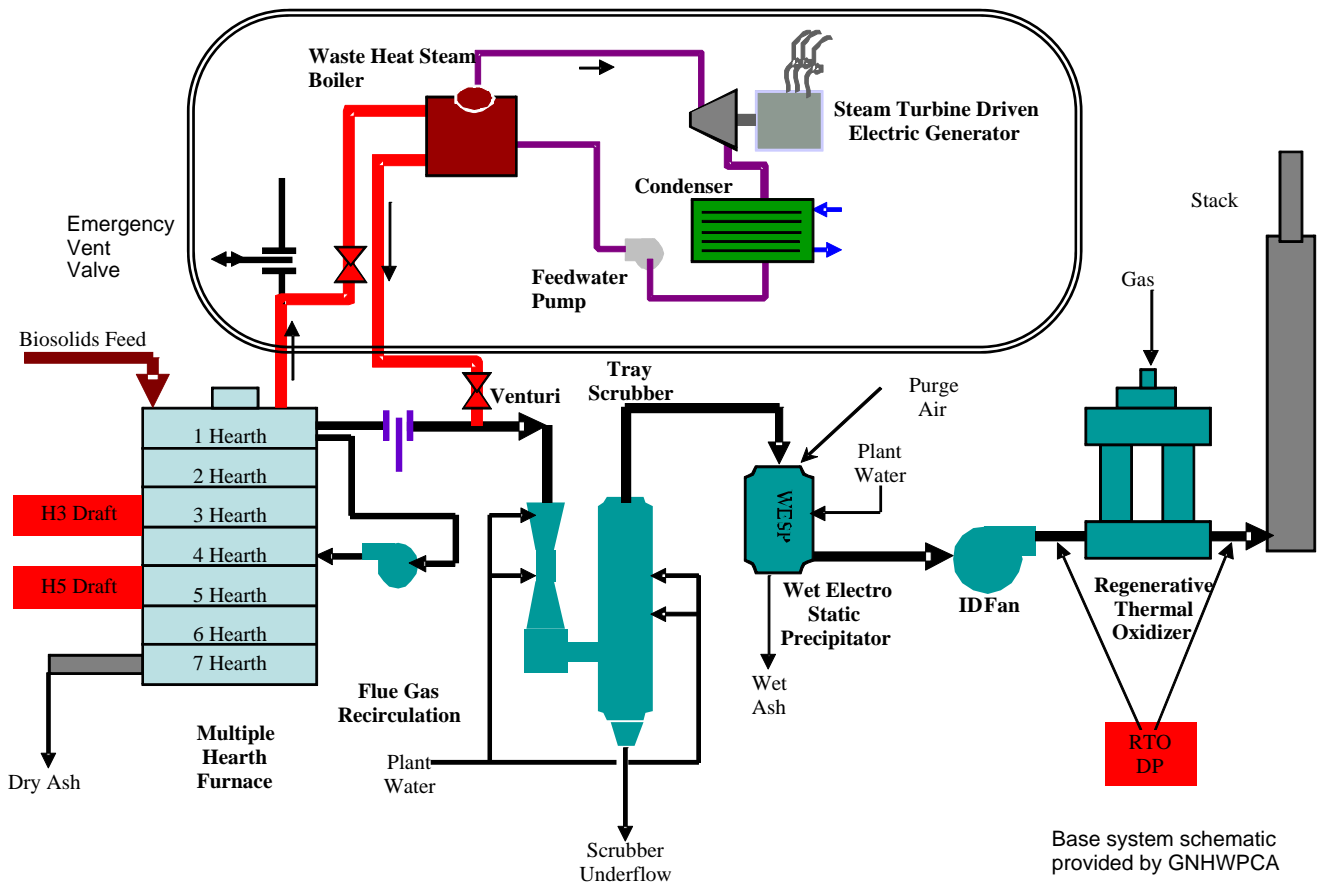 Waste Heat Steam
Boiler
Steam Turbine Driven
Electric Generator
Condenser
Feedwater
Pump
Emergency
Vent
Valve
Stack
Gas
Biosolids Feed
Venturi
Tray
Scrubber
Purge
Air
Plant
Water
1 Hearth
2 Hearth
3 Hearth
4 Hearth
5 Hearth
6 Hearth
7 Hearth
H3 Draft
H5 Draft
WESP
Wet Electro
Static
Precipitator
IDFan
Regenerative
Thermal
Oxidizer
Wet
Ash
Flue Gas
Recirculation
Multiple
Hearth
Furnace
Dry Ash
Plant
Water
RTO
DP
Scrubber
Underflow
Base system schematic
provided by GNHWPCA